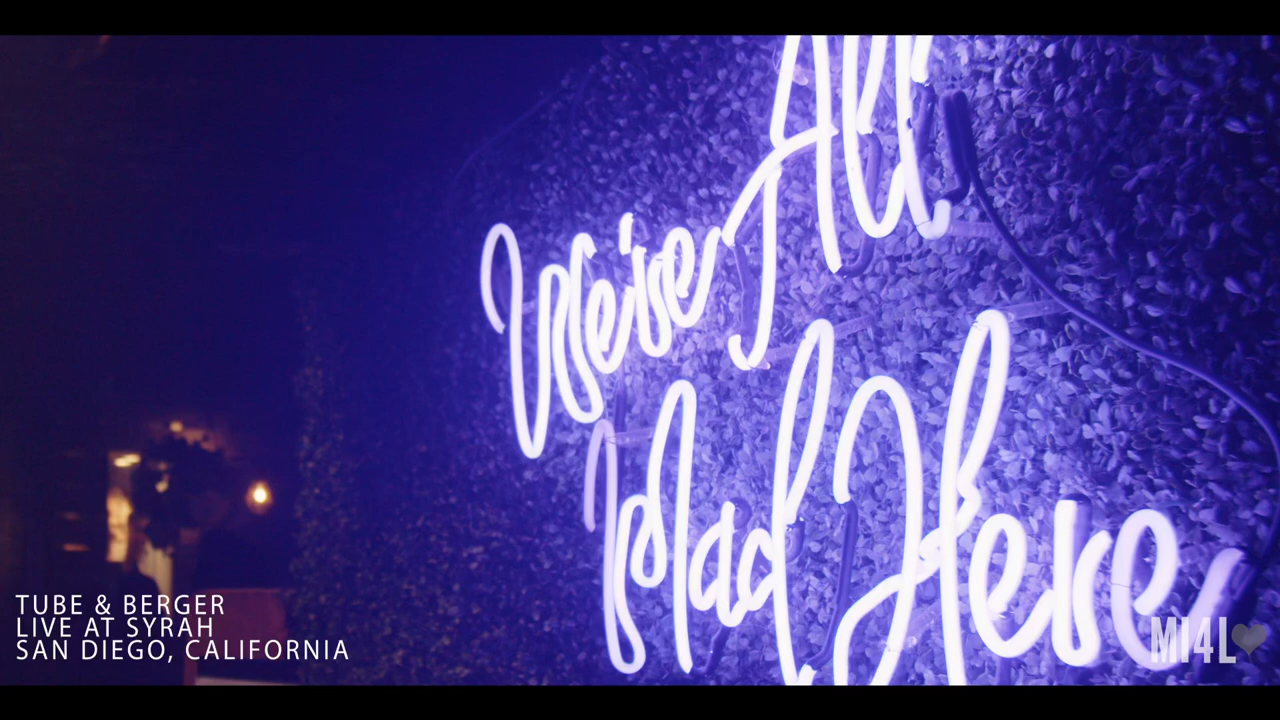 We're All
Mad Here
TUBE & BERGER
LIVE AT SYRAH
SAN DIEGO, CALIFORNIA
MI4L